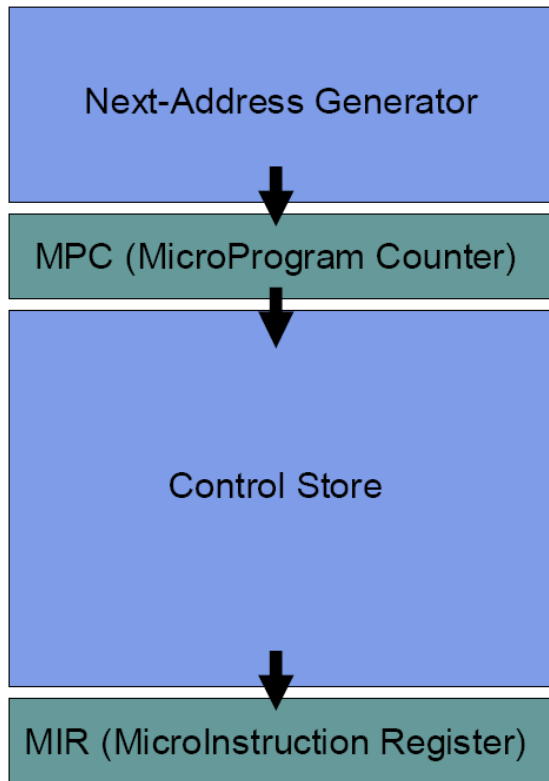 Next-Address Generator
MPC (MicroProgram Counter)
Control Store
MIR (MicroInstruction Register)